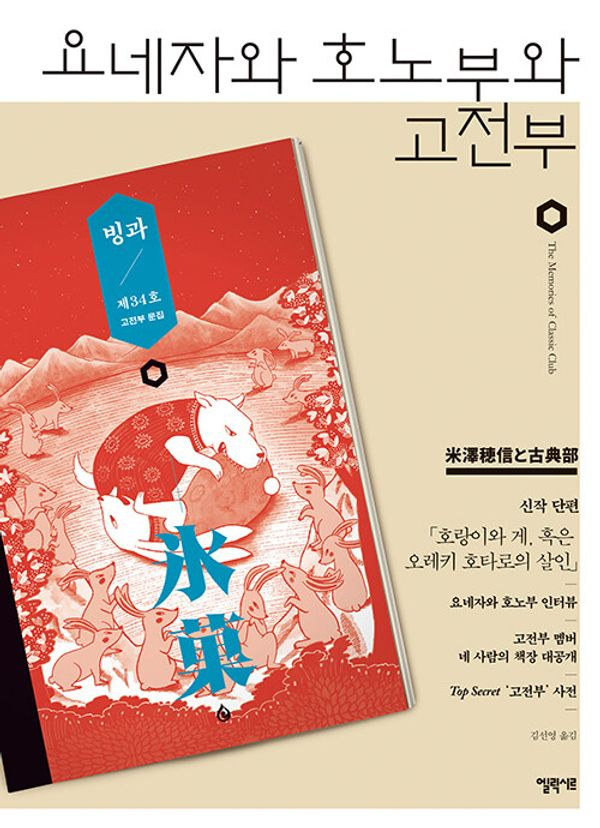 요네자와 호노부와
고전부
The Memories of Classic Club
빙과
제34호
고전부 문집
氷菓
米澤穂信と古典部
신작 단편
「호랑이와 게, 혹은
오레키 호타로의 살인」
요네자와 호노부 인터뷰
고전부 멤버
네 사람의 책장 대공개
Top Secret ‘고전부’ 사전
김선영 옮김
엘릭시르